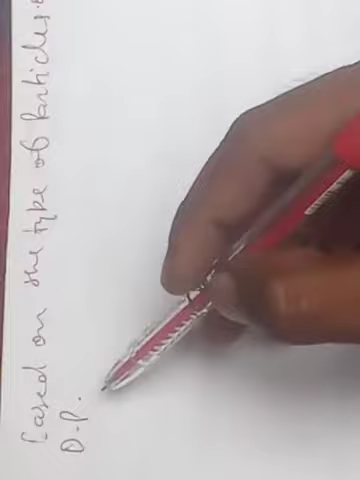 based on the type of particles.
D.P.